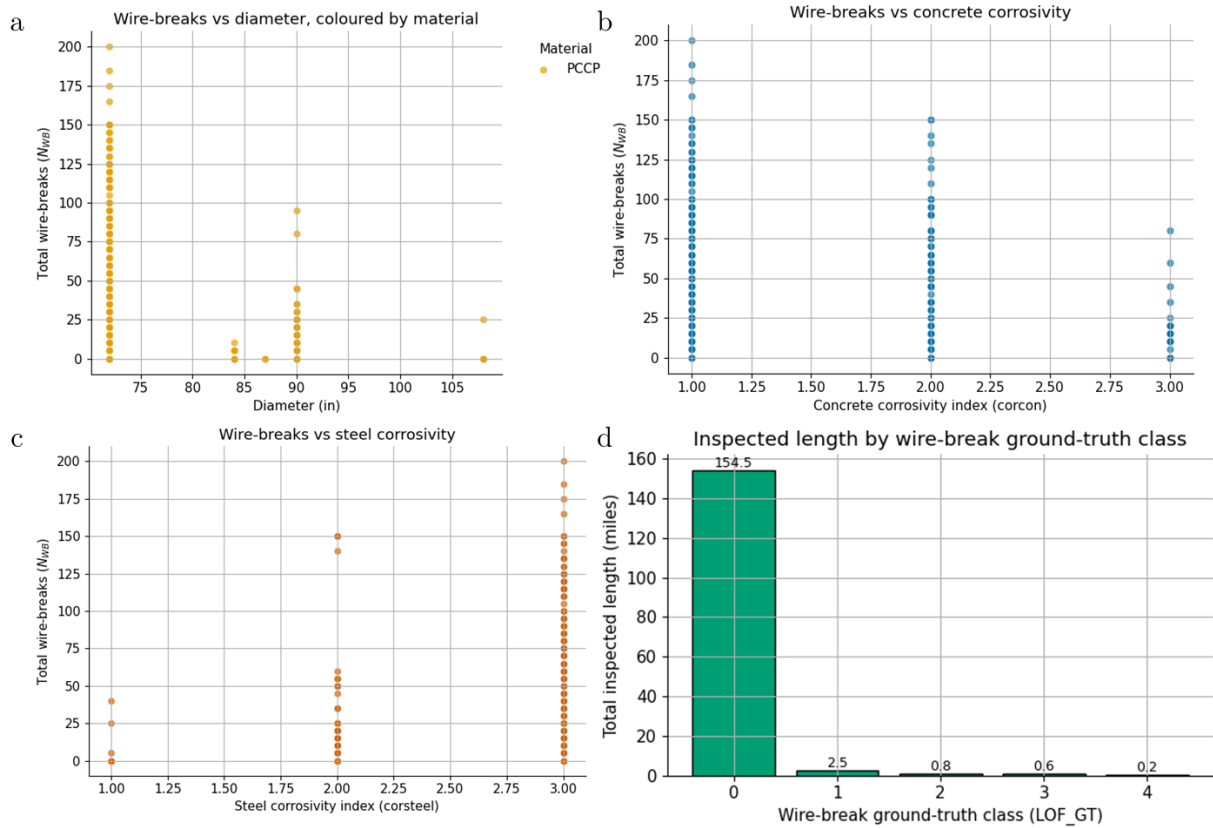 a
Wire-breaks vs diameter, coloured by material
Total wire-breaks (N_WB)
200
175
150
125
100
75
50
25
0
75 80 85 90 95 100 105
Diameter (in)
Material
PCCP
b
Wire-breaks vs concrete corrosivity
Total wire-breaks (N_WB)
200
175
150
125
100
75
50
25
0
1.00 1.25 1.50 1.75 2.00 2.25 2.50 2.75 3.00
Concrete corrosivity index (corcon)
c
Wire-breaks vs steel corrosivity
Total wire-breaks (N_WB)
200
175
150
125
100
75
50
25
0
1.00 1.25 1.50 1.75 2.00 2.25 2.50 2.75 3.00
Steel corrosivity index (corsteel)
d
Inspected length by wire-break ground-truth class
Total inspected length (miles)
160
140
120
100
80
60
40
20
0
154.5
2.5
0.8
0.6
0.2
0 1 2 3 4
Wire-break ground-truth class (LOF_GT)